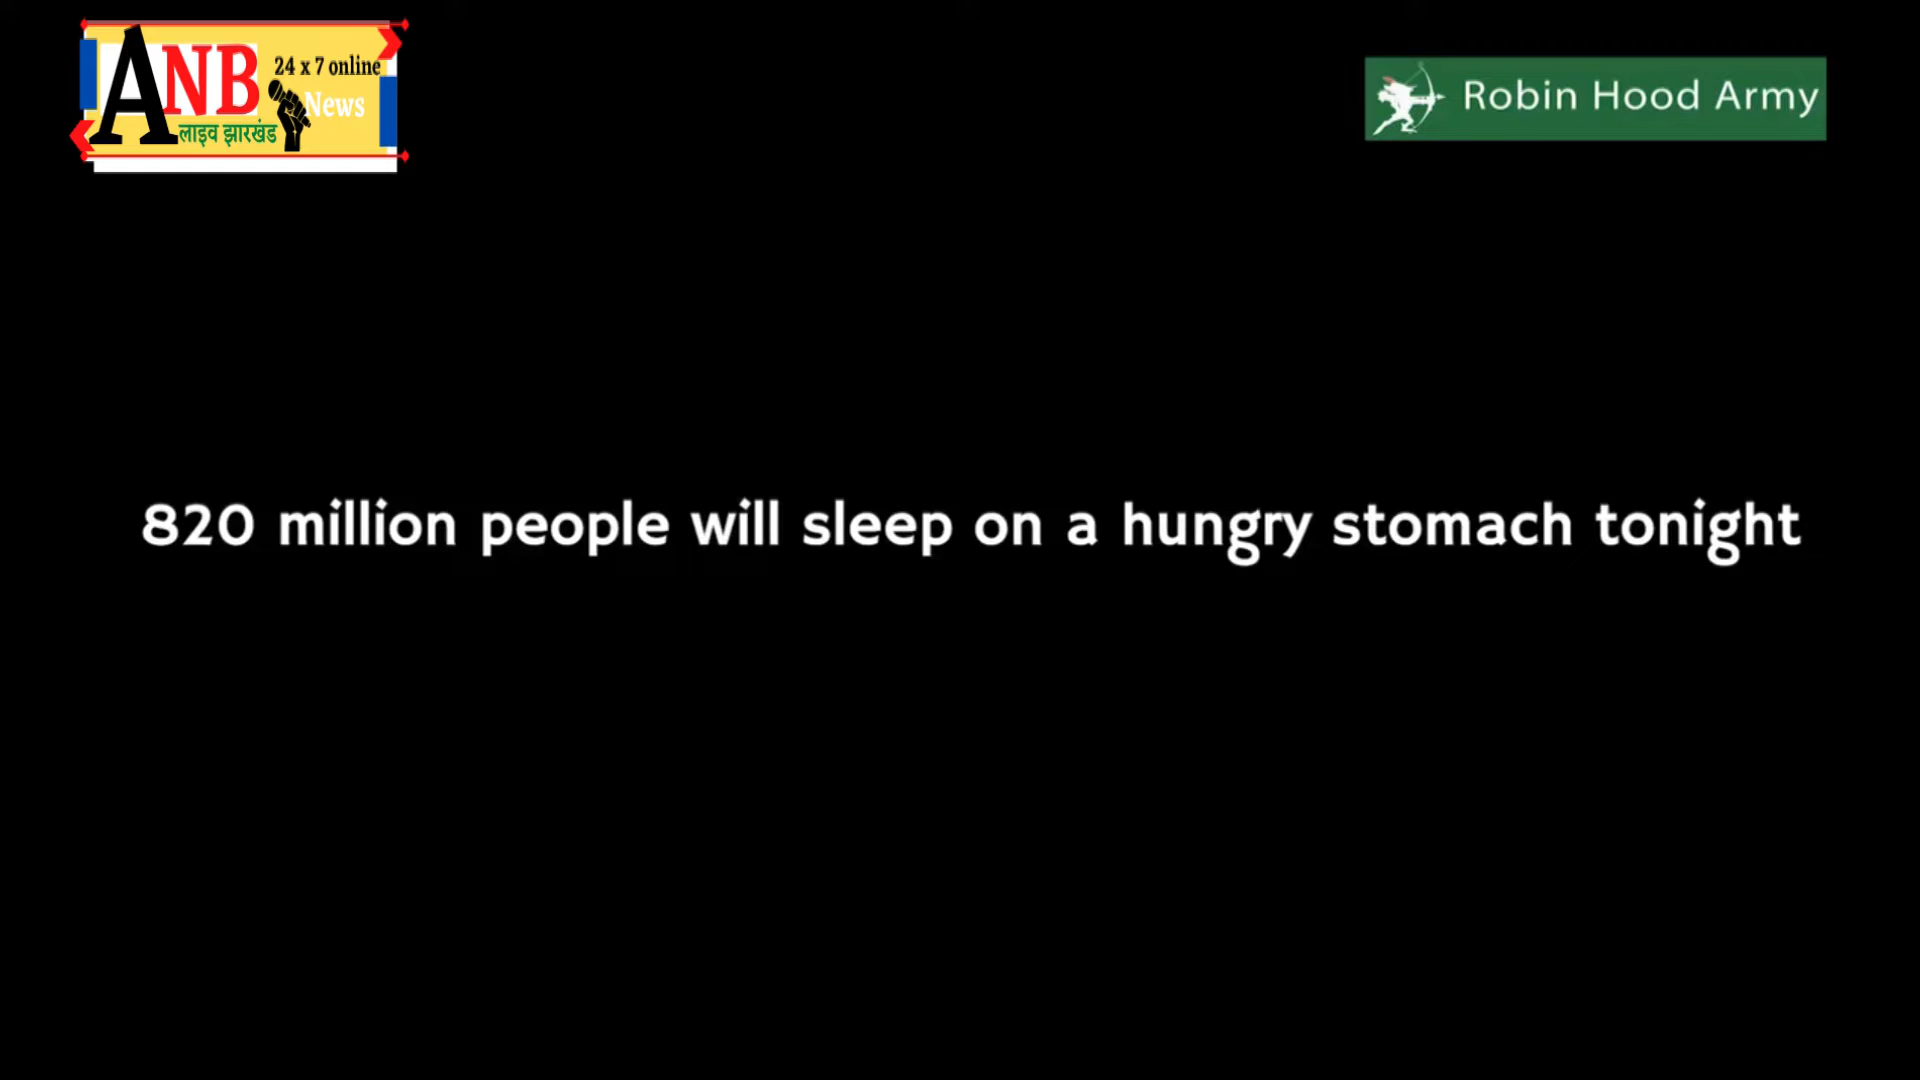 ANB
24 x 7 online
News
लाइव झारखंड
Robin Hood Army
820 million people will sleep on a hungry stomach tonight